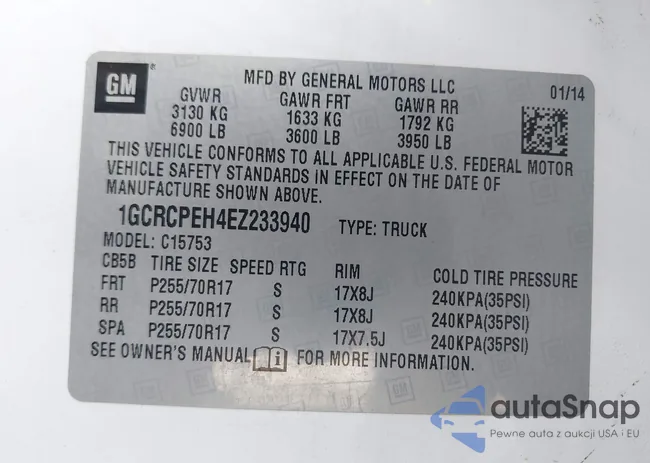 GM
MFD BY GENERAL MOTORS LLC 01/14
GVWR GAWR FRT GAWR RR
3130 KG 1633 KG 1792 KG
6900 LB 3600 LB 3950 LB
THIS VEHICLE CONFORMS TO ALL APPLICABLE U.S. FEDERAL MOTOR
VEHICLE SAFETY STANDARDS IN EFFECT ON THE DATE OF
MANUFACTURE SHOWN ABOVE.
1GCRCPEH4EZ233940 TYPE: TRUCK
MODEL: C15753
CB5B TIRE SIZE SPEED RTG RIM COLD TIRE PRESSURE
FRT P255/70R17 S 17X8J 240KPA(35PSI)
RR P255/70R17 S 17X8J 240KPA(35PSI)
SPA P255/70R17 S 17X7.5J 240KPA(35PSI)
SEE OWNER'S MANUAL FOR MORE INFORMATION.
autaSnap
Pewne auta z aukcji USA i EU